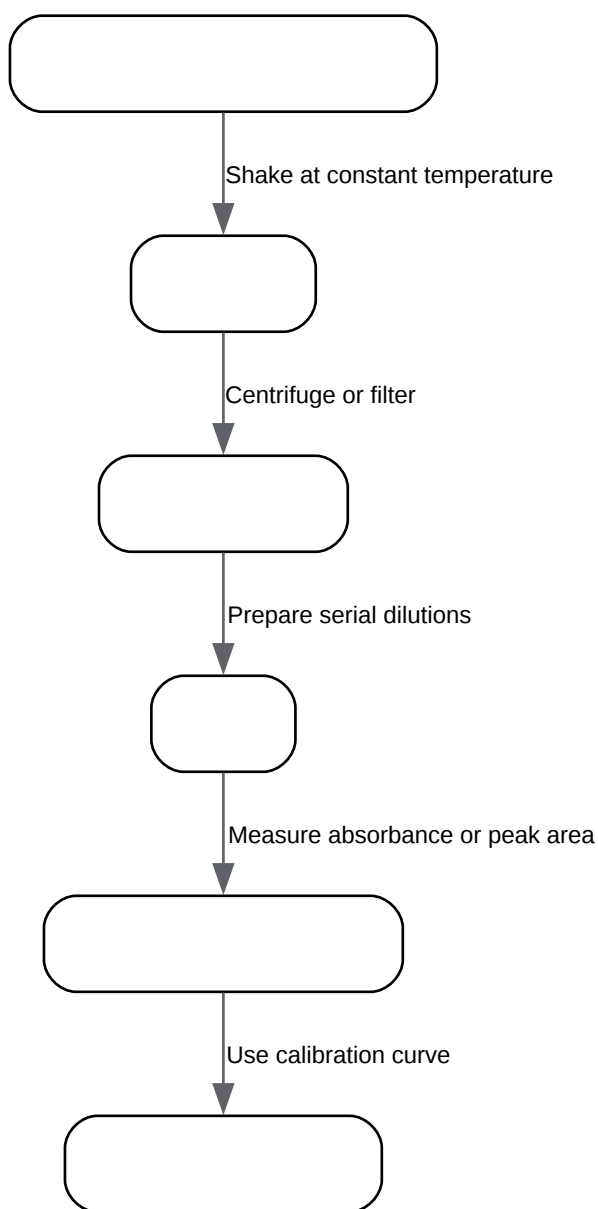 Shake at constant temperature
Centrifuge or filter
Prepare serial dilutions
Measure absorbance or peak area
Use calibration curve